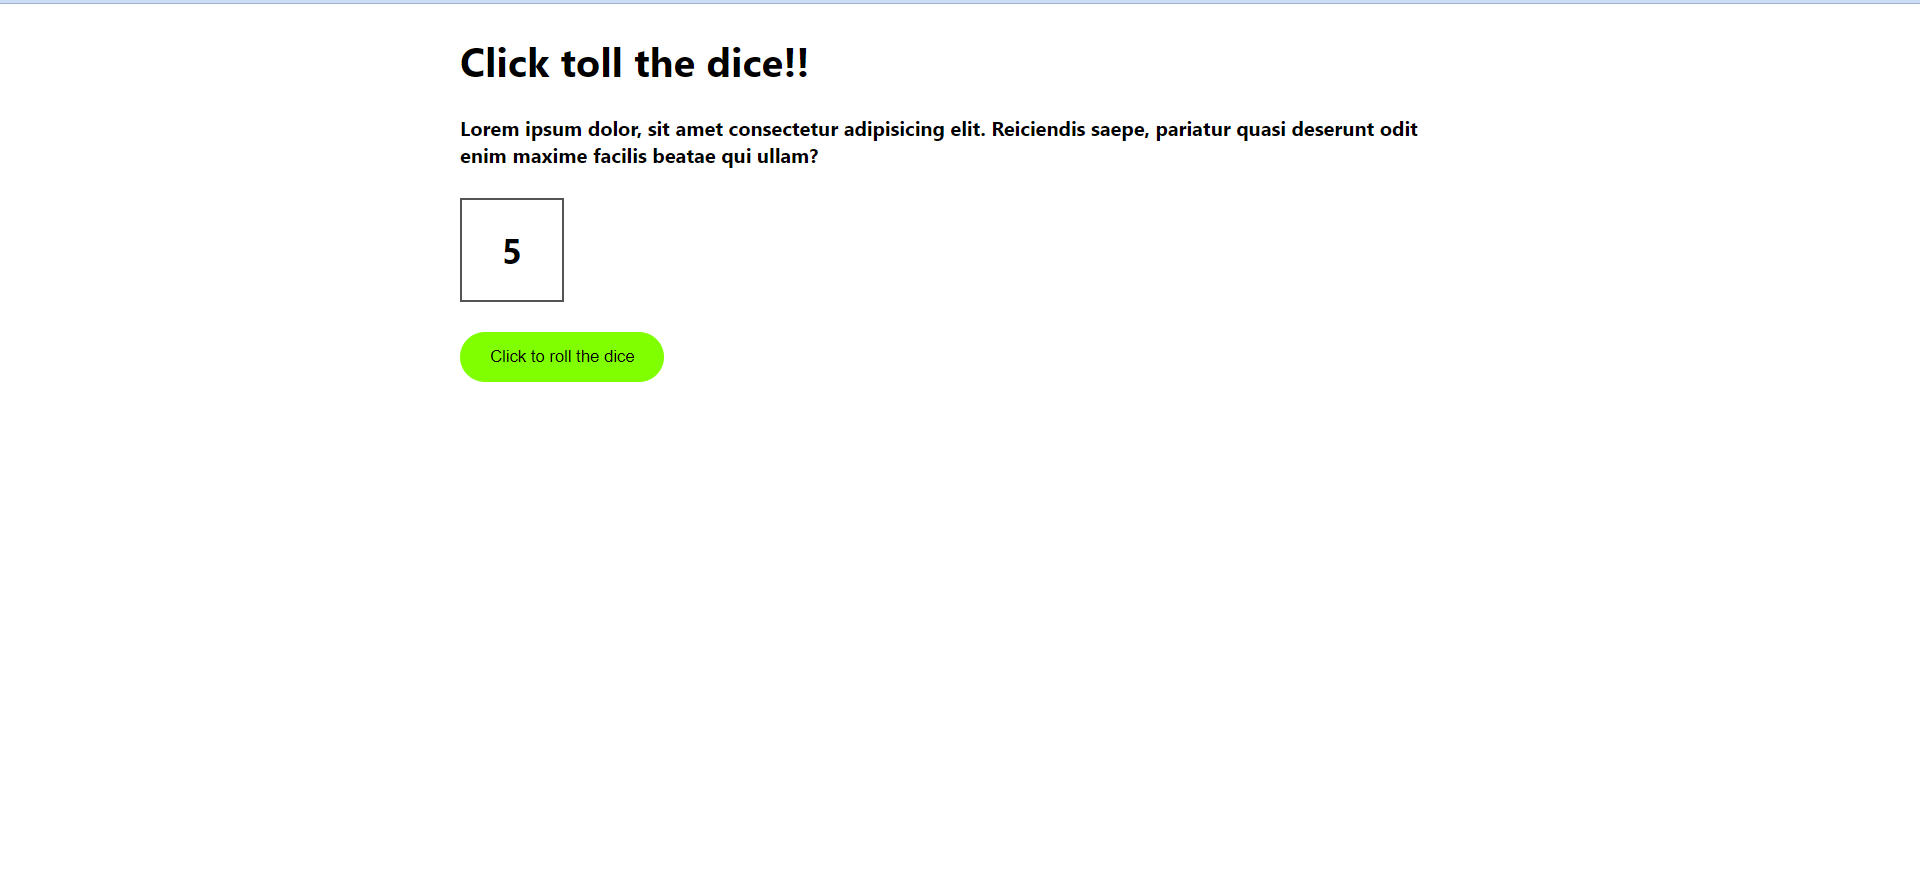 Click toll the dice!!
Lorem ipsum dolor, sit amet consectetur adipisicing elit. Reiciendis saepe, pariatur quasi deserunt odit
enim maxime facilis beatae qui ullam?
5
Click to roll the dice